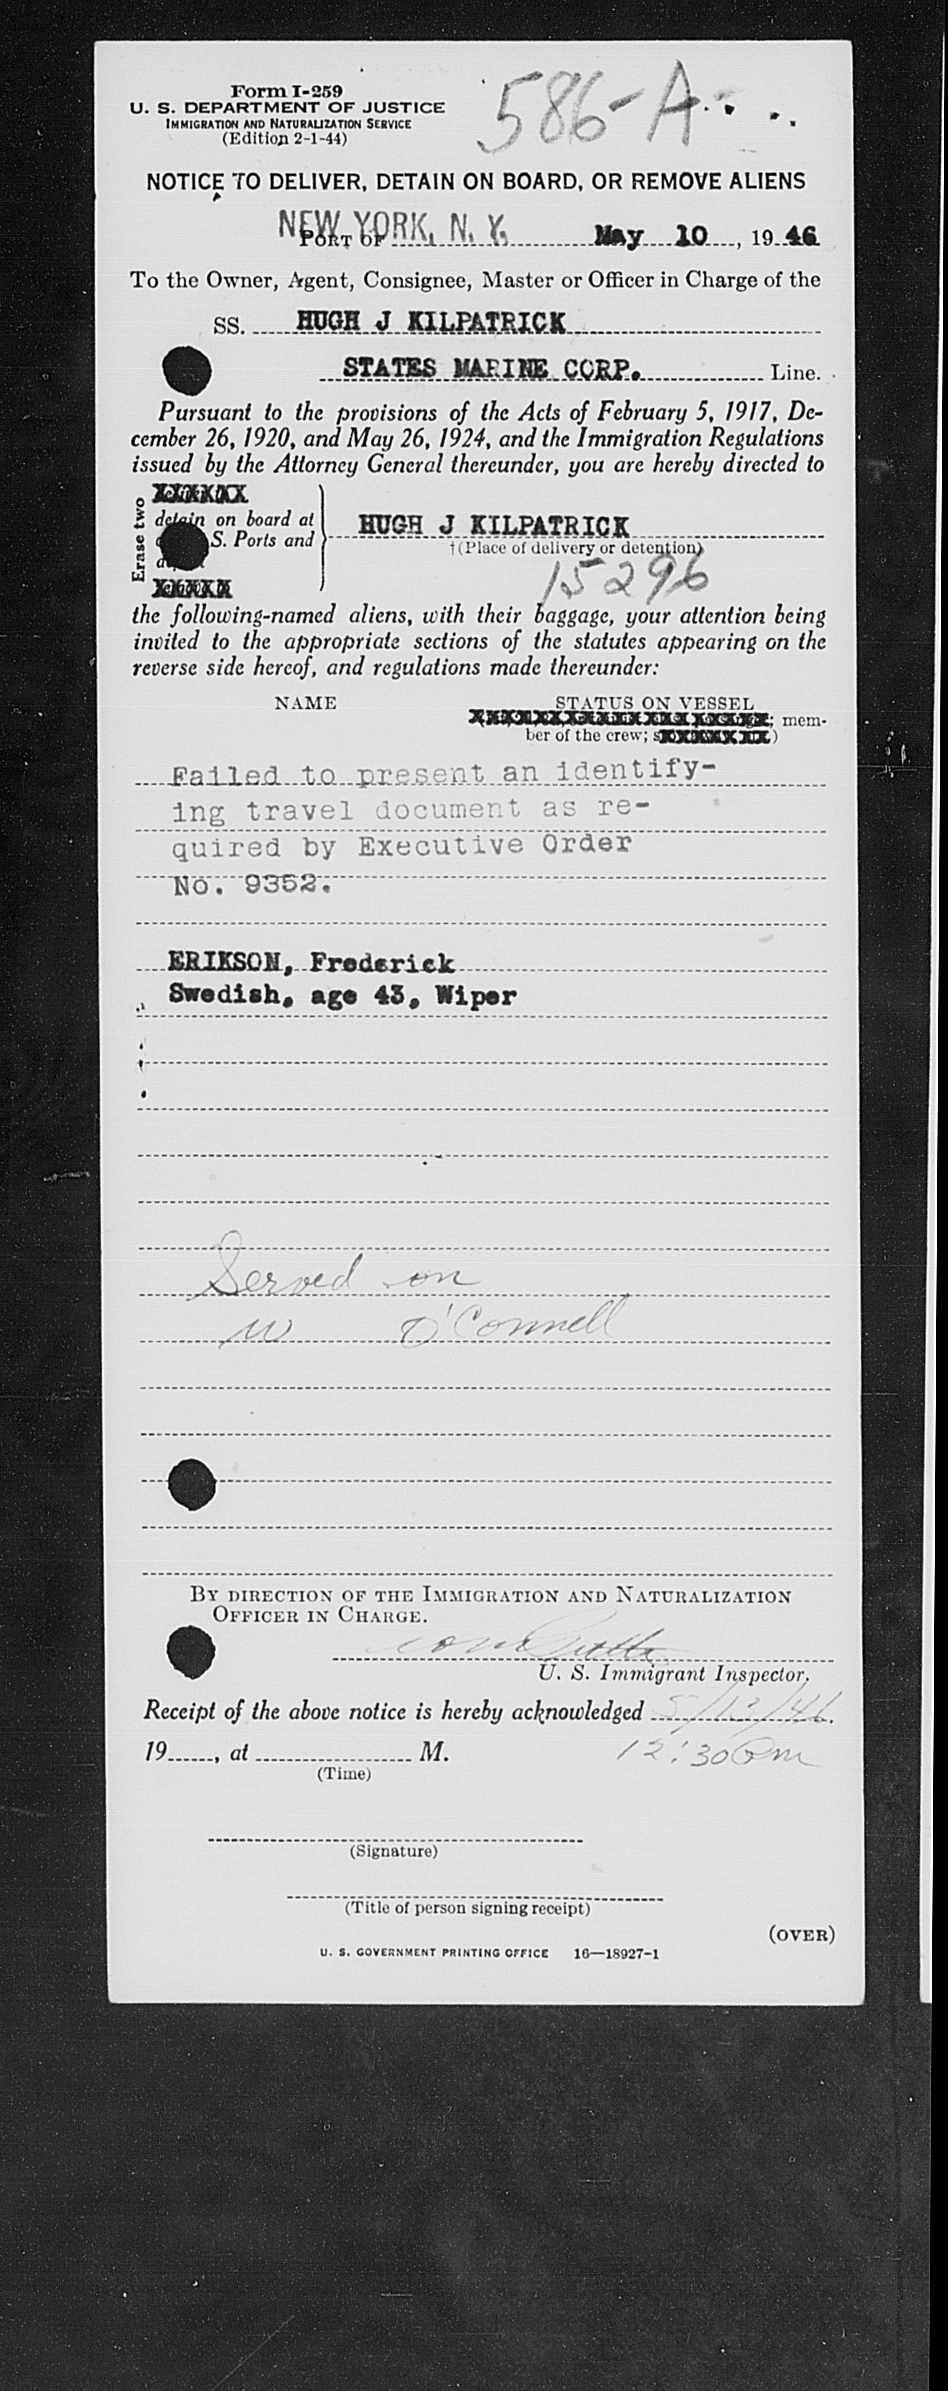 Form I-259
U. S. DEPARTMENT OF JUSTICE
IMMIGRATION AND NATURALIZATION SERVICE
(Edition 2-1-44)
586-A
NOTICE TO DELIVER, DETAIN ON BOARD, OR REMOVE ALIENS
NEW YORK, N. Y.
PORT OF May 10, 1946
To the Owner, Agent, Consignee, Master or Officer in Charge of the
SS. HUGH J KILPATRICK
STATES MARINE CORP. Line.
Pursuant to the provisions of the Acts of February 5, 1917, De-
cember 26, 1920, and May 26, 1924, and the Immigration Regulations
issued by the Attorney General thereunder, you are hereby directed to
Erase two
detain on board at
S. Ports and
HUGH J KILPATRICK
†(Place of delivery or detention)
15296
the following-named aliens, with their baggage, your attention being
invited to the appropriate sections of the statutes appearing on the
reverse side hereof, and regulations made thereunder:
NAME STATUS ON VESSEL
; mem-
ber of the crew;
Failed to present an identify-
ing travel document as re-
quired by Executive Order
No. 9352.
ERIKSON, Frederick
Swedish, age 43, Wiper
Served on
W O'Connell
BY DIRECTION OF THE IMMIGRATION AND NATURALIZATION
OFFICER IN CHARGE.
U. S. Immigrant Inspector.
Receipt of the above notice is hereby acknowledged 5/13/46.
19......, at .................... M. 12:30 Pm
(Time)
(Signature)
(Title of person signing receipt)
(OVER)
U. S. GOVERNMENT PRINTING OFFICE 16—18927-1